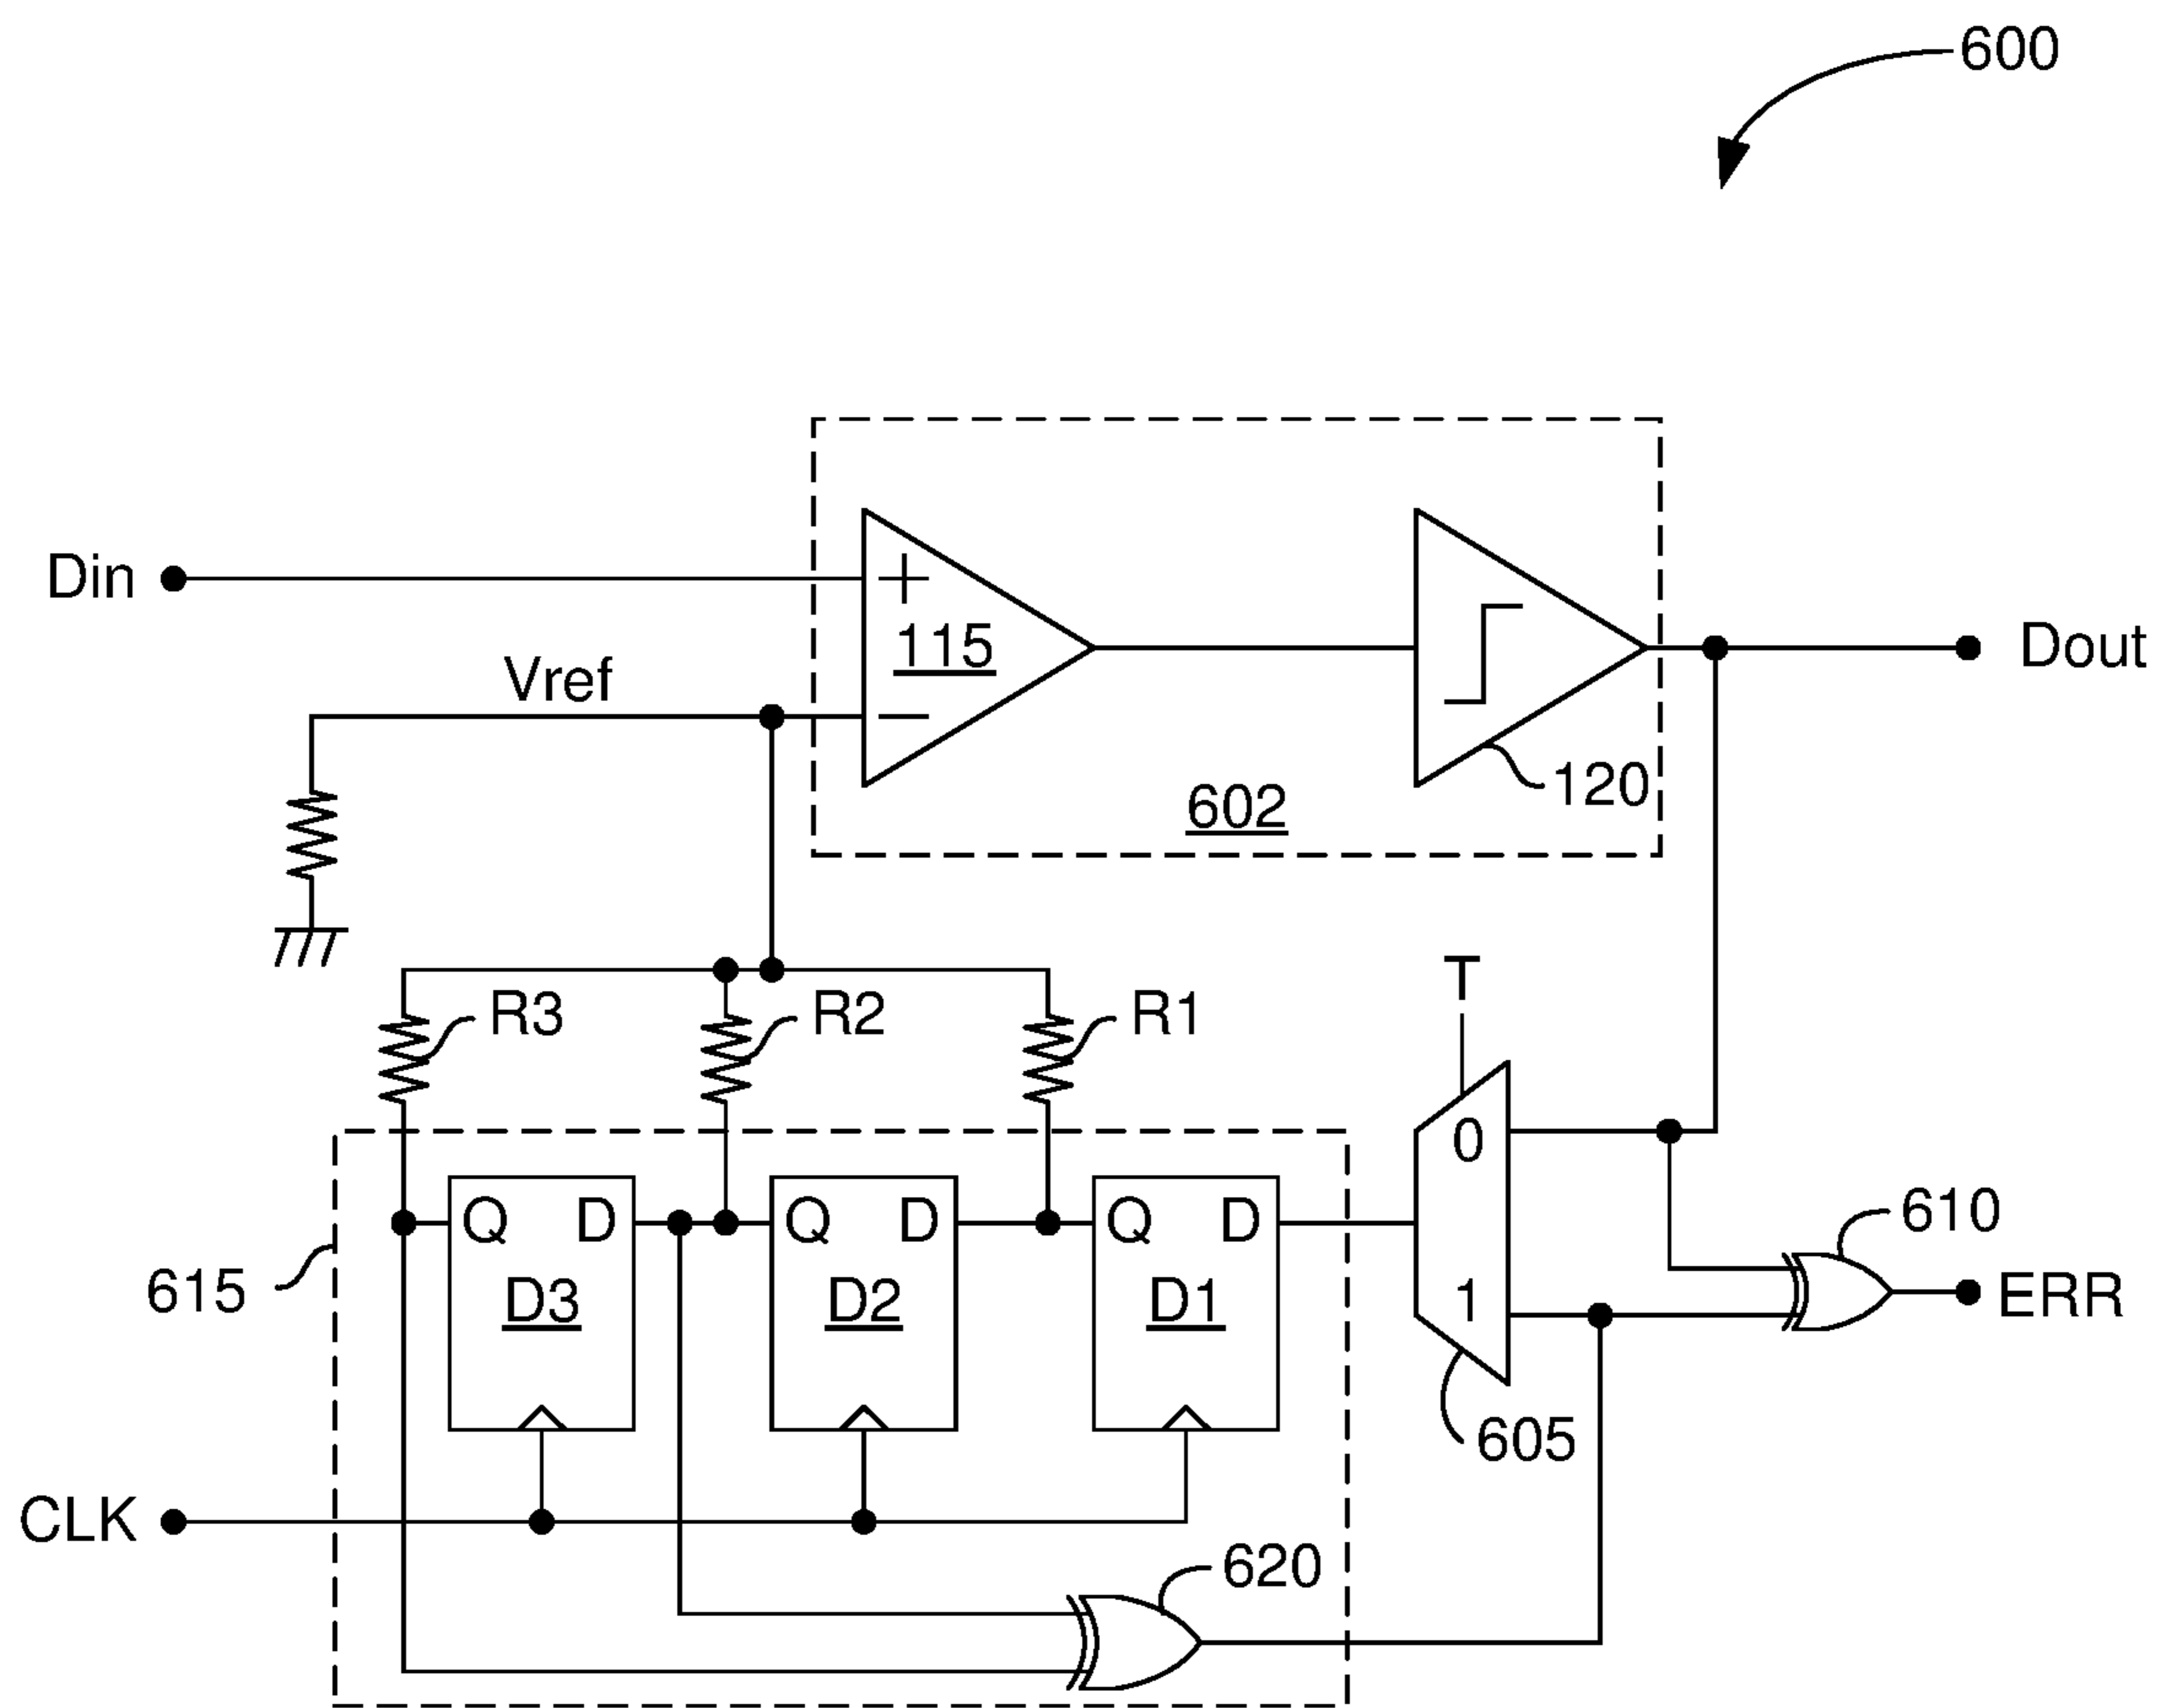 600
Din
+
115
Dout
Vref
−
120
602
T
R3
R2
R1
0
Q D
Q D
Q D
610
615
D3
D2
D1
1
ERR
605
CLK
620